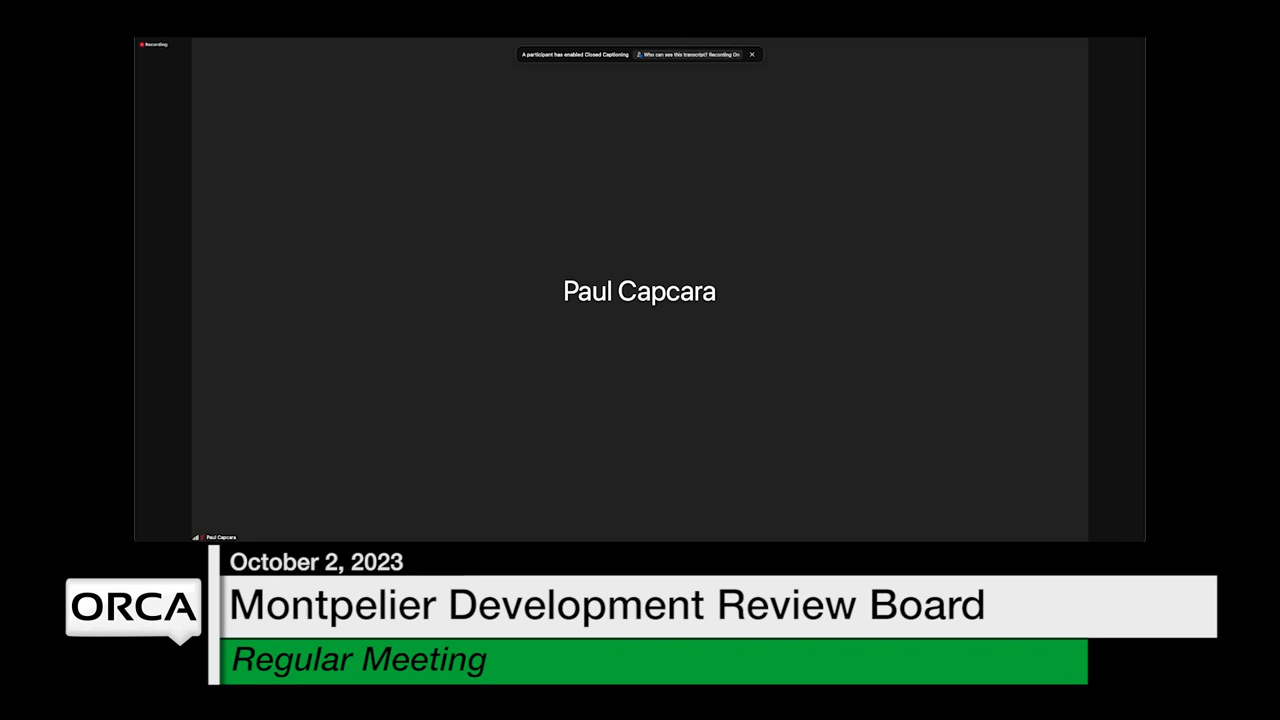 Recording
A participant has enabled Closed Captioning Who can see this transcript? Recording On
Paul Capcara
Paul Capcara
October 2, 2023
ORCA
Montpelier Development Review Board
Regular Meeting